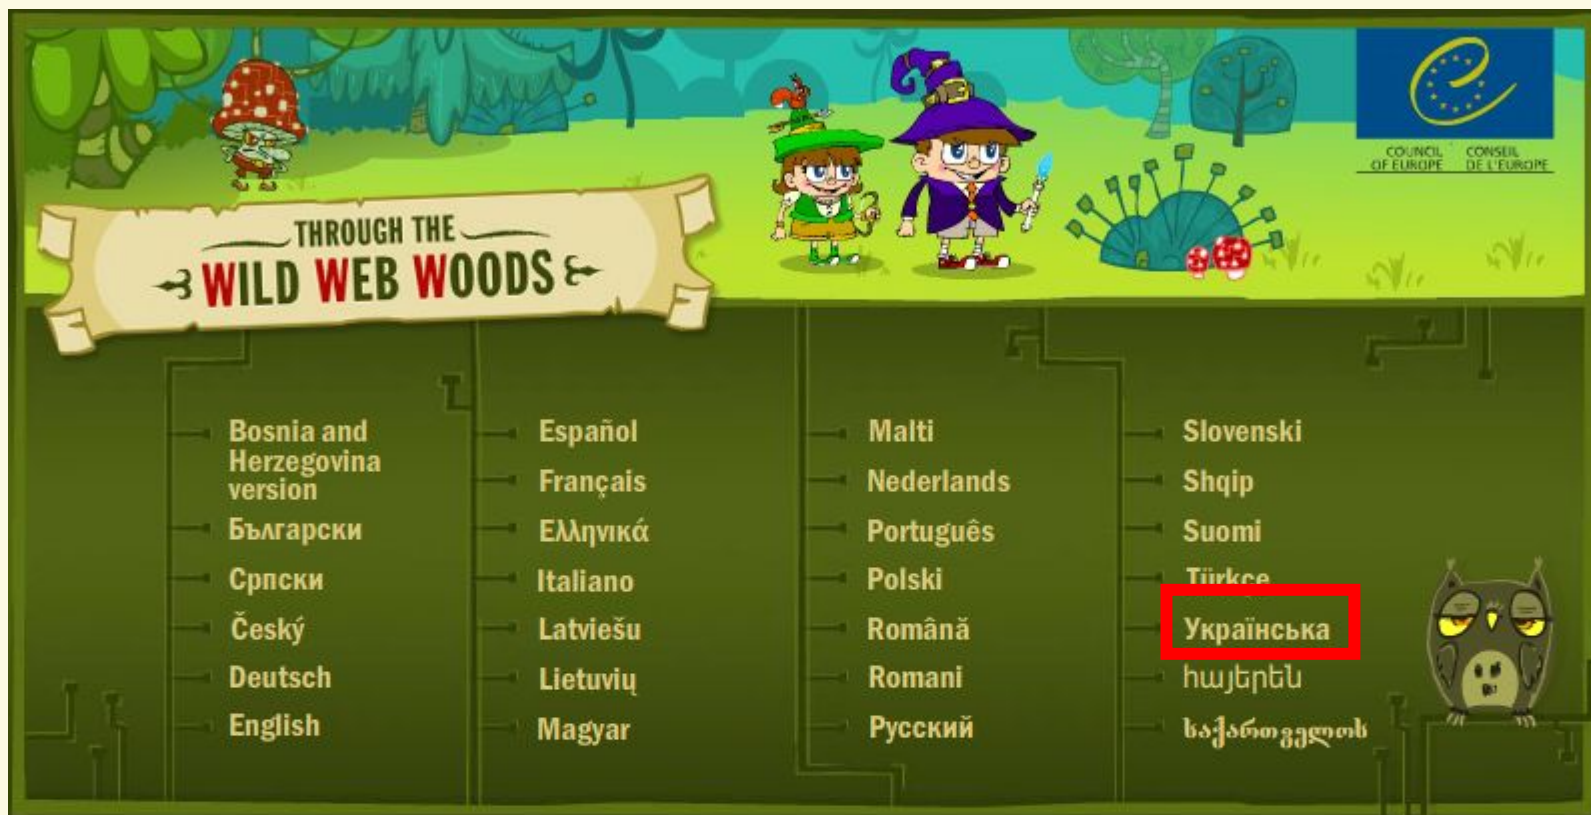 COUNCIL OF EUROPE
CONSEIL DE L'EUROPE
THROUGH THE
WILD WEB WOODS
Bosnia and
Herzegovina
version
Български
Српски
Český
Deutsch
English
Español
Français
Ελληνικά
Italiano
Latviešu
Lietuvių
Magyar
Malti
Nederlands
Português
Polski
Română
Romani
Русский
Slovenski
Shqip
Suomi
Türkçe
Українська
հայերեն
საქართველოს